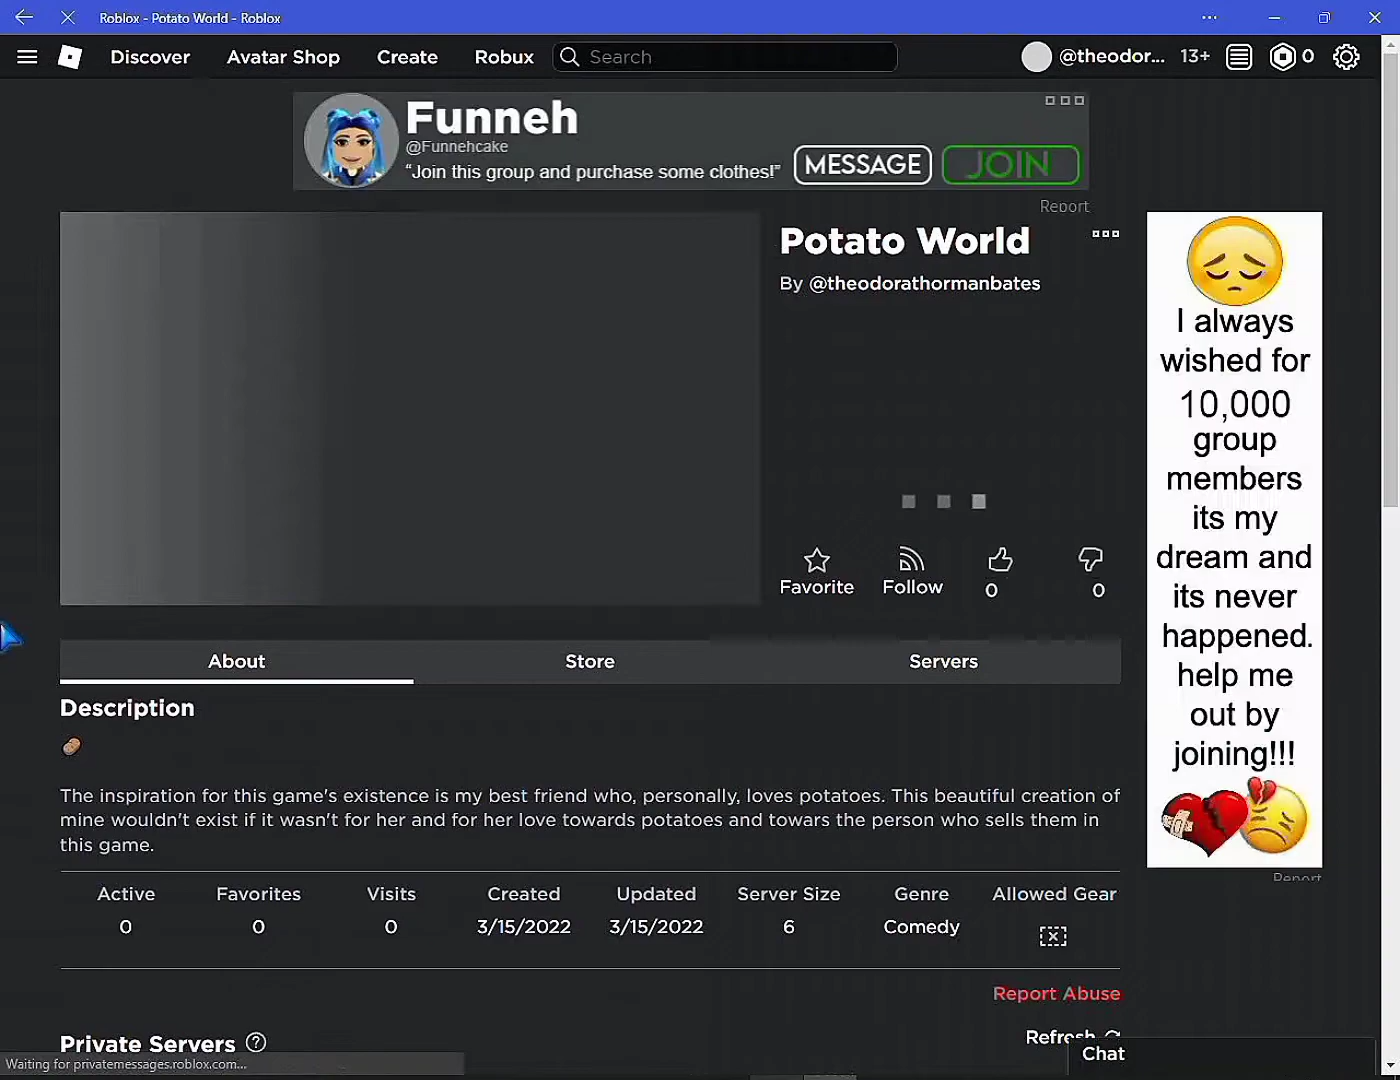 Roblox - Potato World - Roblox
Discover Avatar Shop Create Robux Search @theodor... 13+ 0
Funneh
@Funnehcake
“Join this group and purchase some clothes!” MESSAGE JOIN
Report
Potato World
By @theodorathormanbates
Favorite Follow 0 0
I always
wished for
10,000
group
members
its my
dream and
its never
happened.
help me
out by
joining!!!
Report
About Store Servers
Description
The inspiration for this game's existence is my best friend who, personally, loves potatoes. This beautiful creation of
mine wouldn't exist if it wasn't for her and for her love towards potatoes and towars the person who sells them in
this game.
Active Favorites Visits Created Updated Server Size Genre Allowed Gear
0 0 0 3/15/2022 3/15/2022 6 Comedy
Report Abuse
Private Servers Refresh
Chat
Waiting for privatemessages.roblox.com...